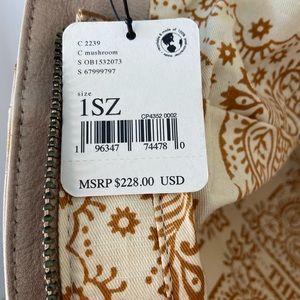 C 2239
C mushroom
S OB1532073
S 67999797
size
1SZ
CP4352 0002
1 96347 74478 0
MSRP $228.00 USD